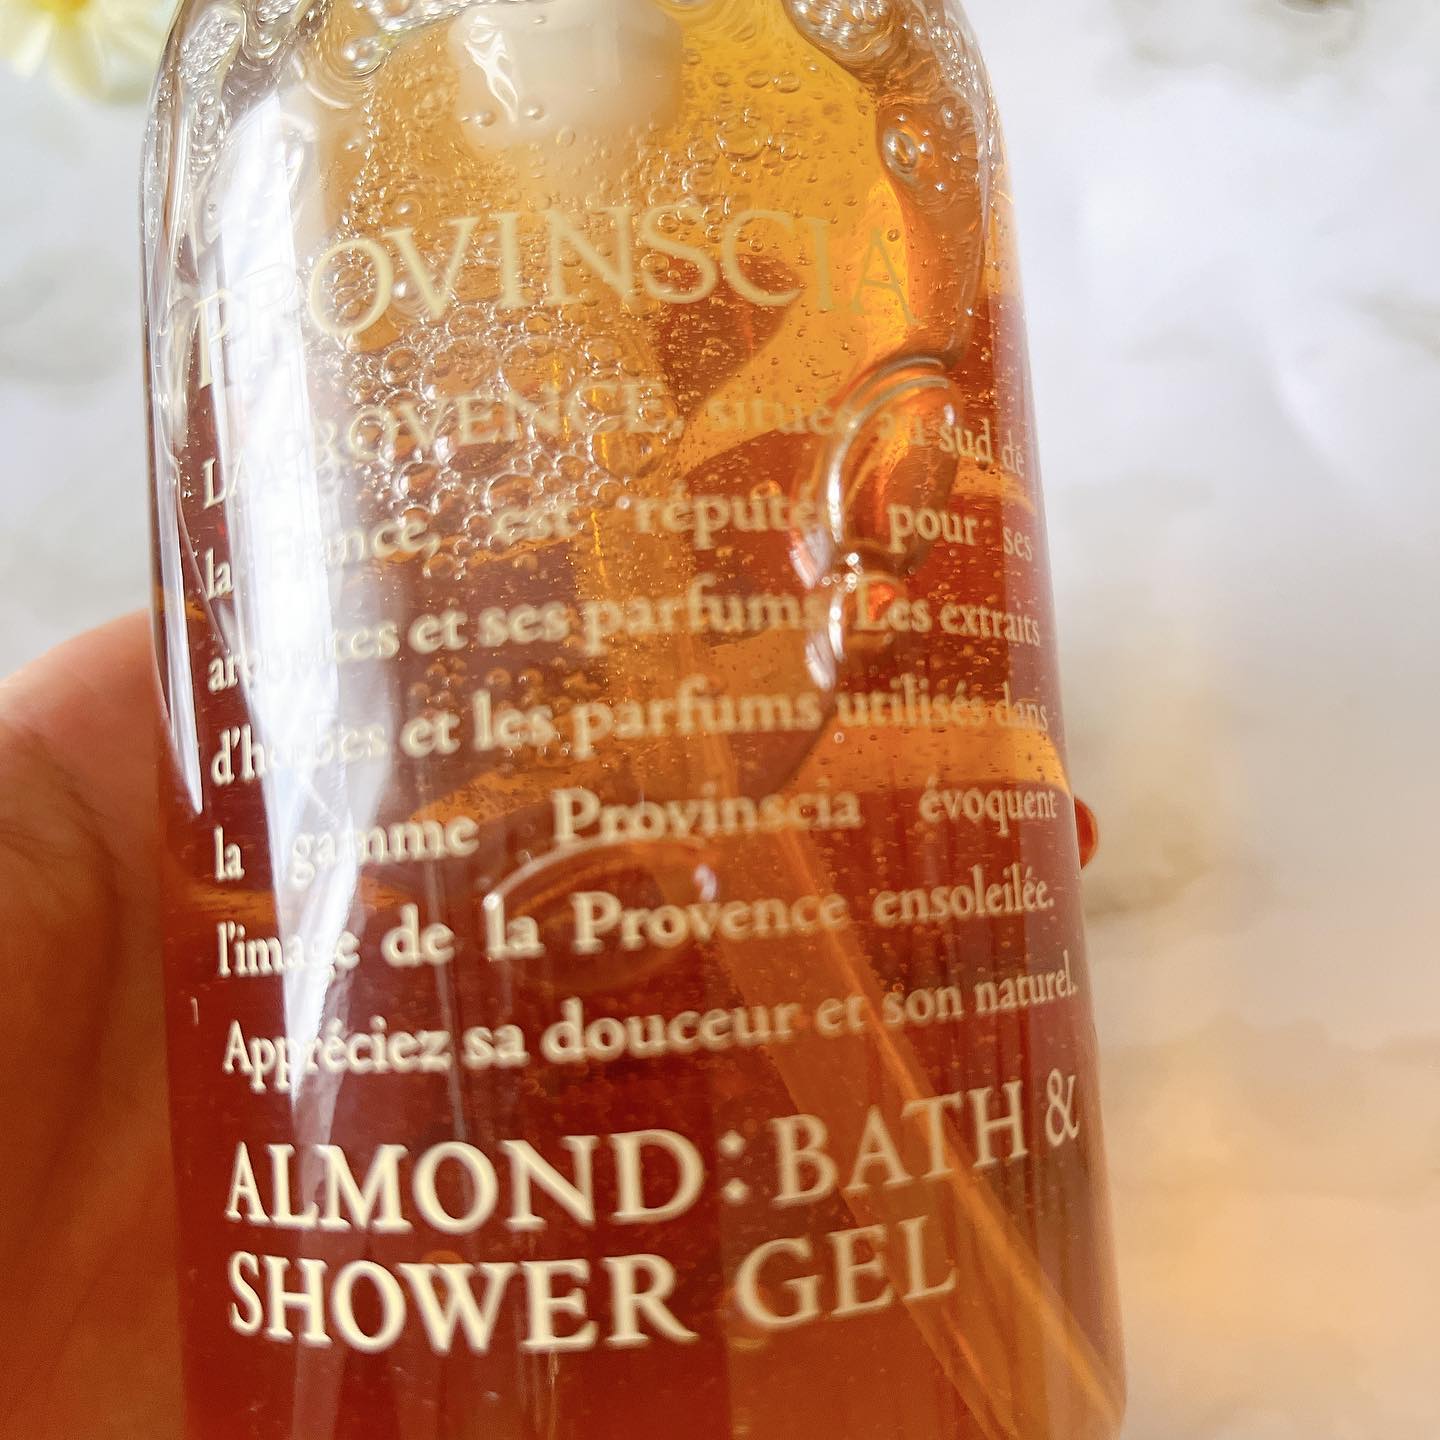 PROVINSCIA
LA PROVENCE, située au sud de
la France, est réputée pour ses
et ses parfums. Les extraits
d'herbes et les parfums utilisés dans
la gamme Provinscia évoquent
l'image de la Provence ensoleilée.
Appréciez sa douceur et son naturel.
ALMOND : BATH &
SHOWER GEL